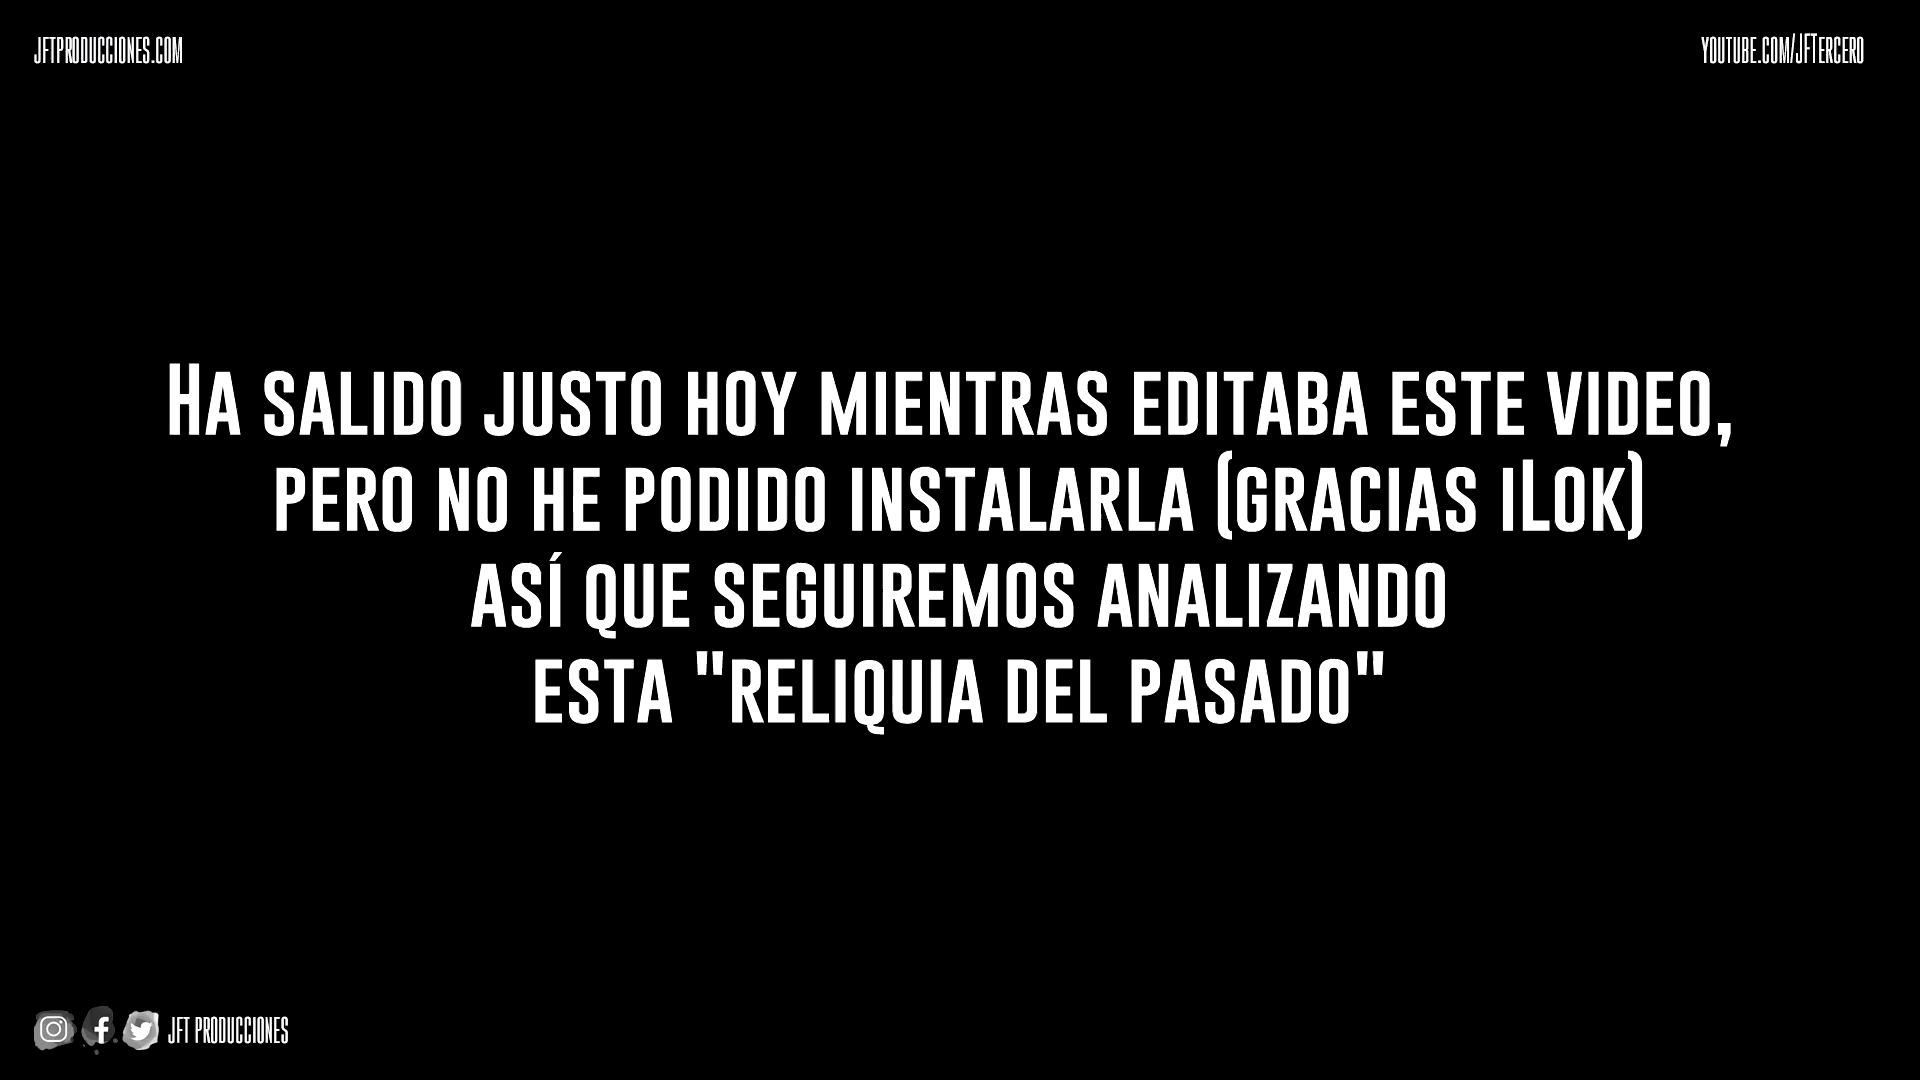 JFTPRODUCCIONES.COM
YOUTUBE.COM/JFTERCERO
HA SALIDO JUSTO HOY MIENTRAS EDITABA ESTE VIDEO,
PERO NO HE PODIDO INSTALARLA (GRACIAS ILOK)
ASÍ QUE SEGUIREMOS ANALIZANDO
ESTA "RELIQUIA DEL PASADO"
JFT PRODUCCIONES